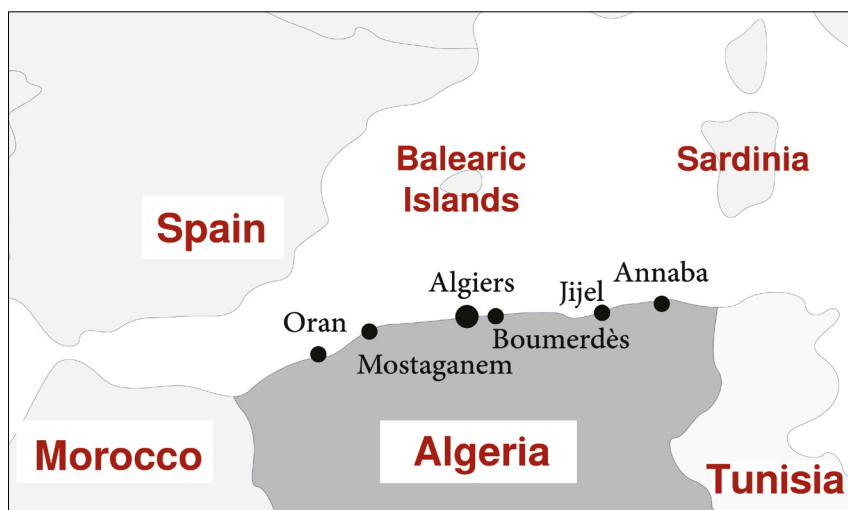 Balearic
Islands
Sardinia
Spain
Annaba
Algiers
Jijel
Oran
Boumerdès
Mostaganem
Morocco
Algeria
Tunisia